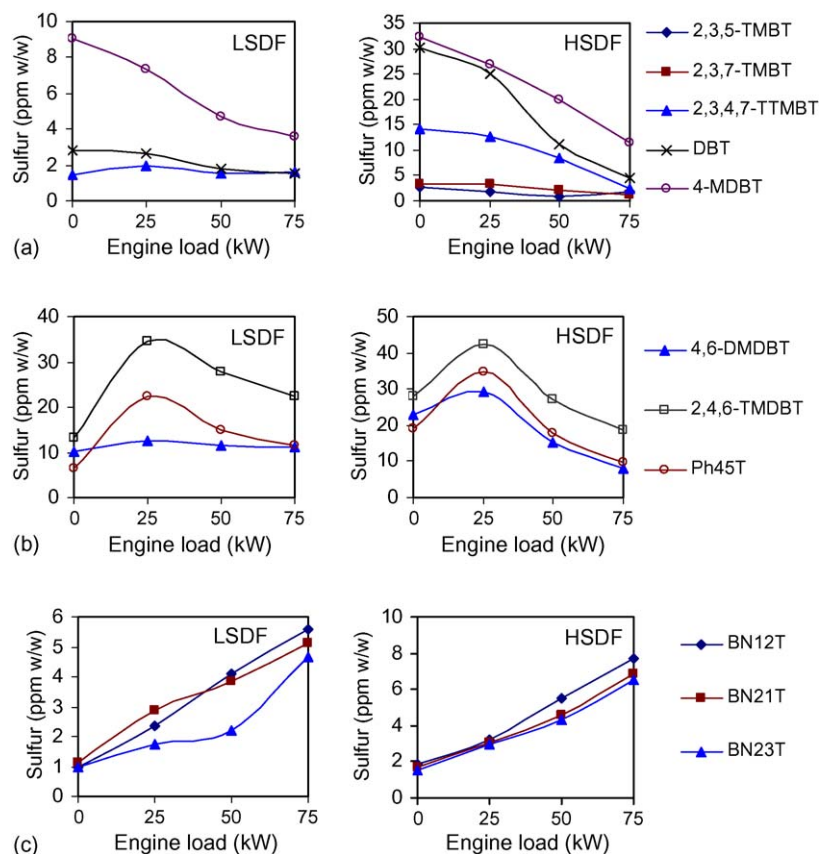 LSDF
10
8
6
4
2
0
Sulfur (ppm w/w)
0 25 50 75
Engine load (kW)
(a)
HSDF
35
30
25
20
15
10
5
0
Sulfur (ppm w/w)
0 25 50 75
Engine load (kW)
2,3,5-TMBT
2,3,7-TMBT
2,3,4,7-TTMBT
DBT
4-MDBT
LSDF
40
30
20
10
0
Sulfur (ppm w/w)
0 25 50 75
Engine load (kW)
(b)
HSDF
50
40
30
20
10
0
Sulfur (ppm w/w)
0 25 50 75
Engine load (kW)
4,6-DMDBT
2,4,6-TMDBT
Ph45T
LSDF
6
5
4
3
2
1
0
Sulfur (ppm w/w)
0 25 50 75
Engine load (kW)
(c)
HSDF
10
8
6
4
2
0
Sulfur (ppm w/w)
0 25 50 75
Engine load (kW)
BN12T
BN21T
BN23T